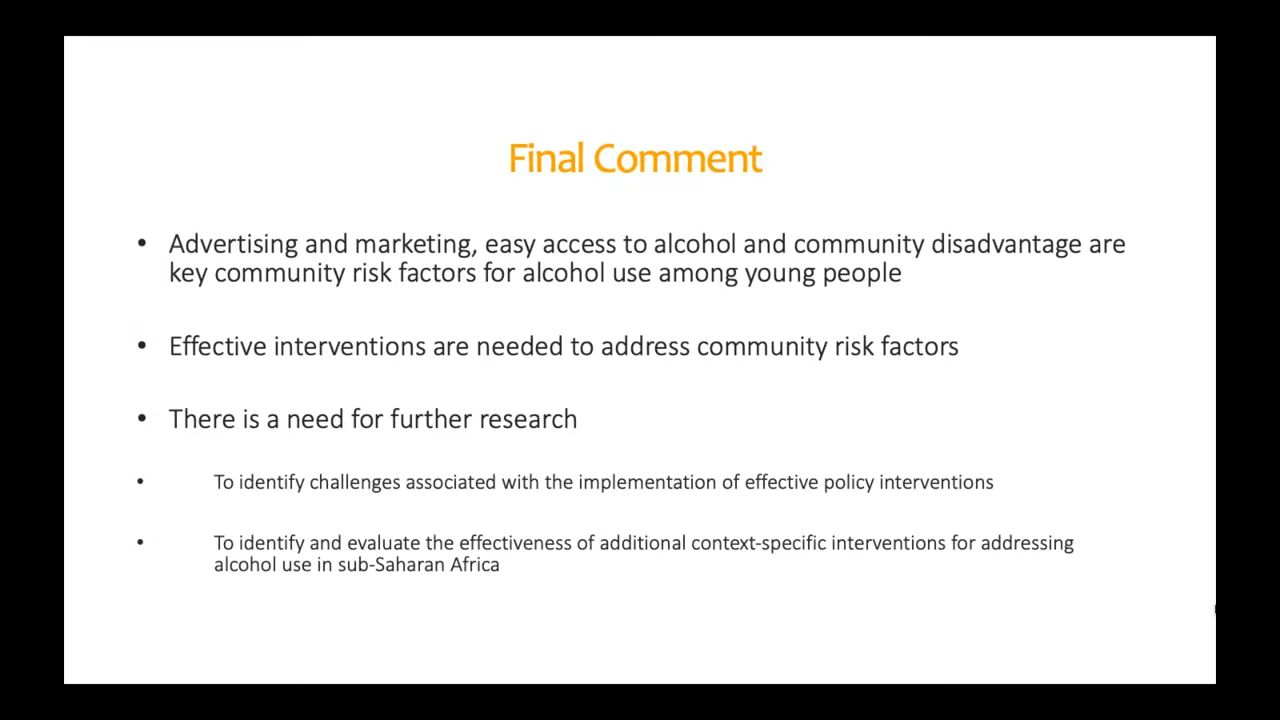 Final Comment
• Advertising and marketing, easy access to alcohol and community disadvantage are
key community risk factors for alcohol use among young people
• Effective interventions are needed to address community risk factors
• There is a need for further research
• To identify challenges associated with the implementation of effective policy interventions
• To identify and evaluate the effectiveness of additional context-specific interventions for addressing
alcohol use in sub-Saharan Africa